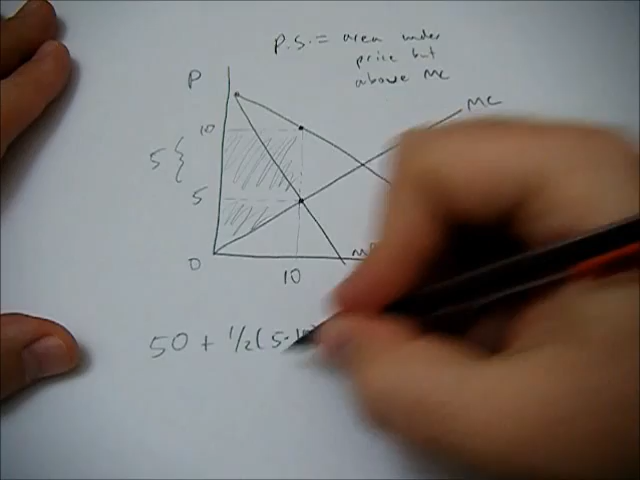 P.S. = area under
price but
above MC
P
MC
10
5 {
5
0
10
50 + 1/2(5·10